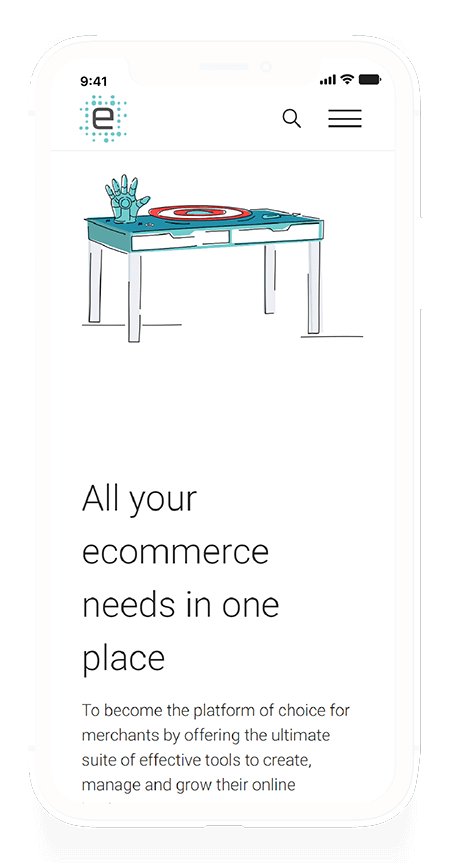 9:41
e
All your
ecommerce
needs in one
place
To become the platform of choice for
merchants by offering the ultimate
suite of effective tools to create,
manage and grow their online